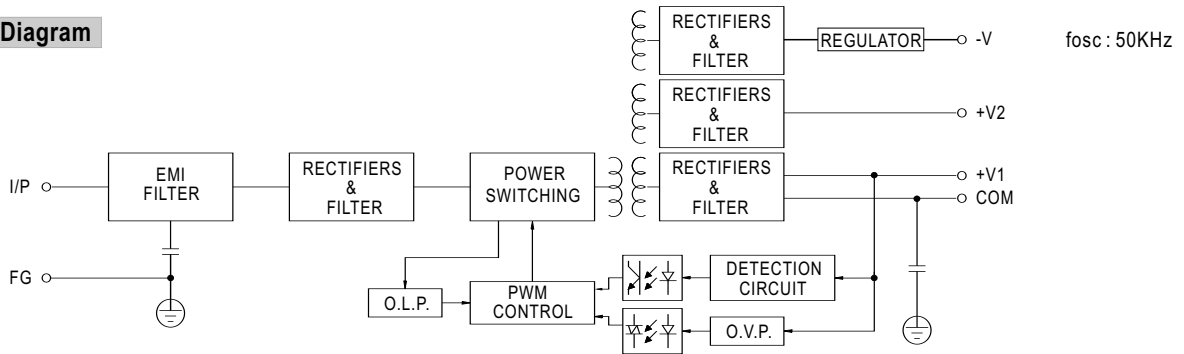 Diagram
RECTIFIERS
&
FILTER
REGULATOR
-V
fosc : 50KHz
RECTIFIERS
&
FILTER
+V2
I/P
EMI
FILTER
RECTIFIERS
&
FILTER
POWER
SWITCHING
RECTIFIERS
&
FILTER
+V1
COM
FG
O.L.P.
PWM
CONTROL
DETECTION
CIRCUIT
O.V.P.